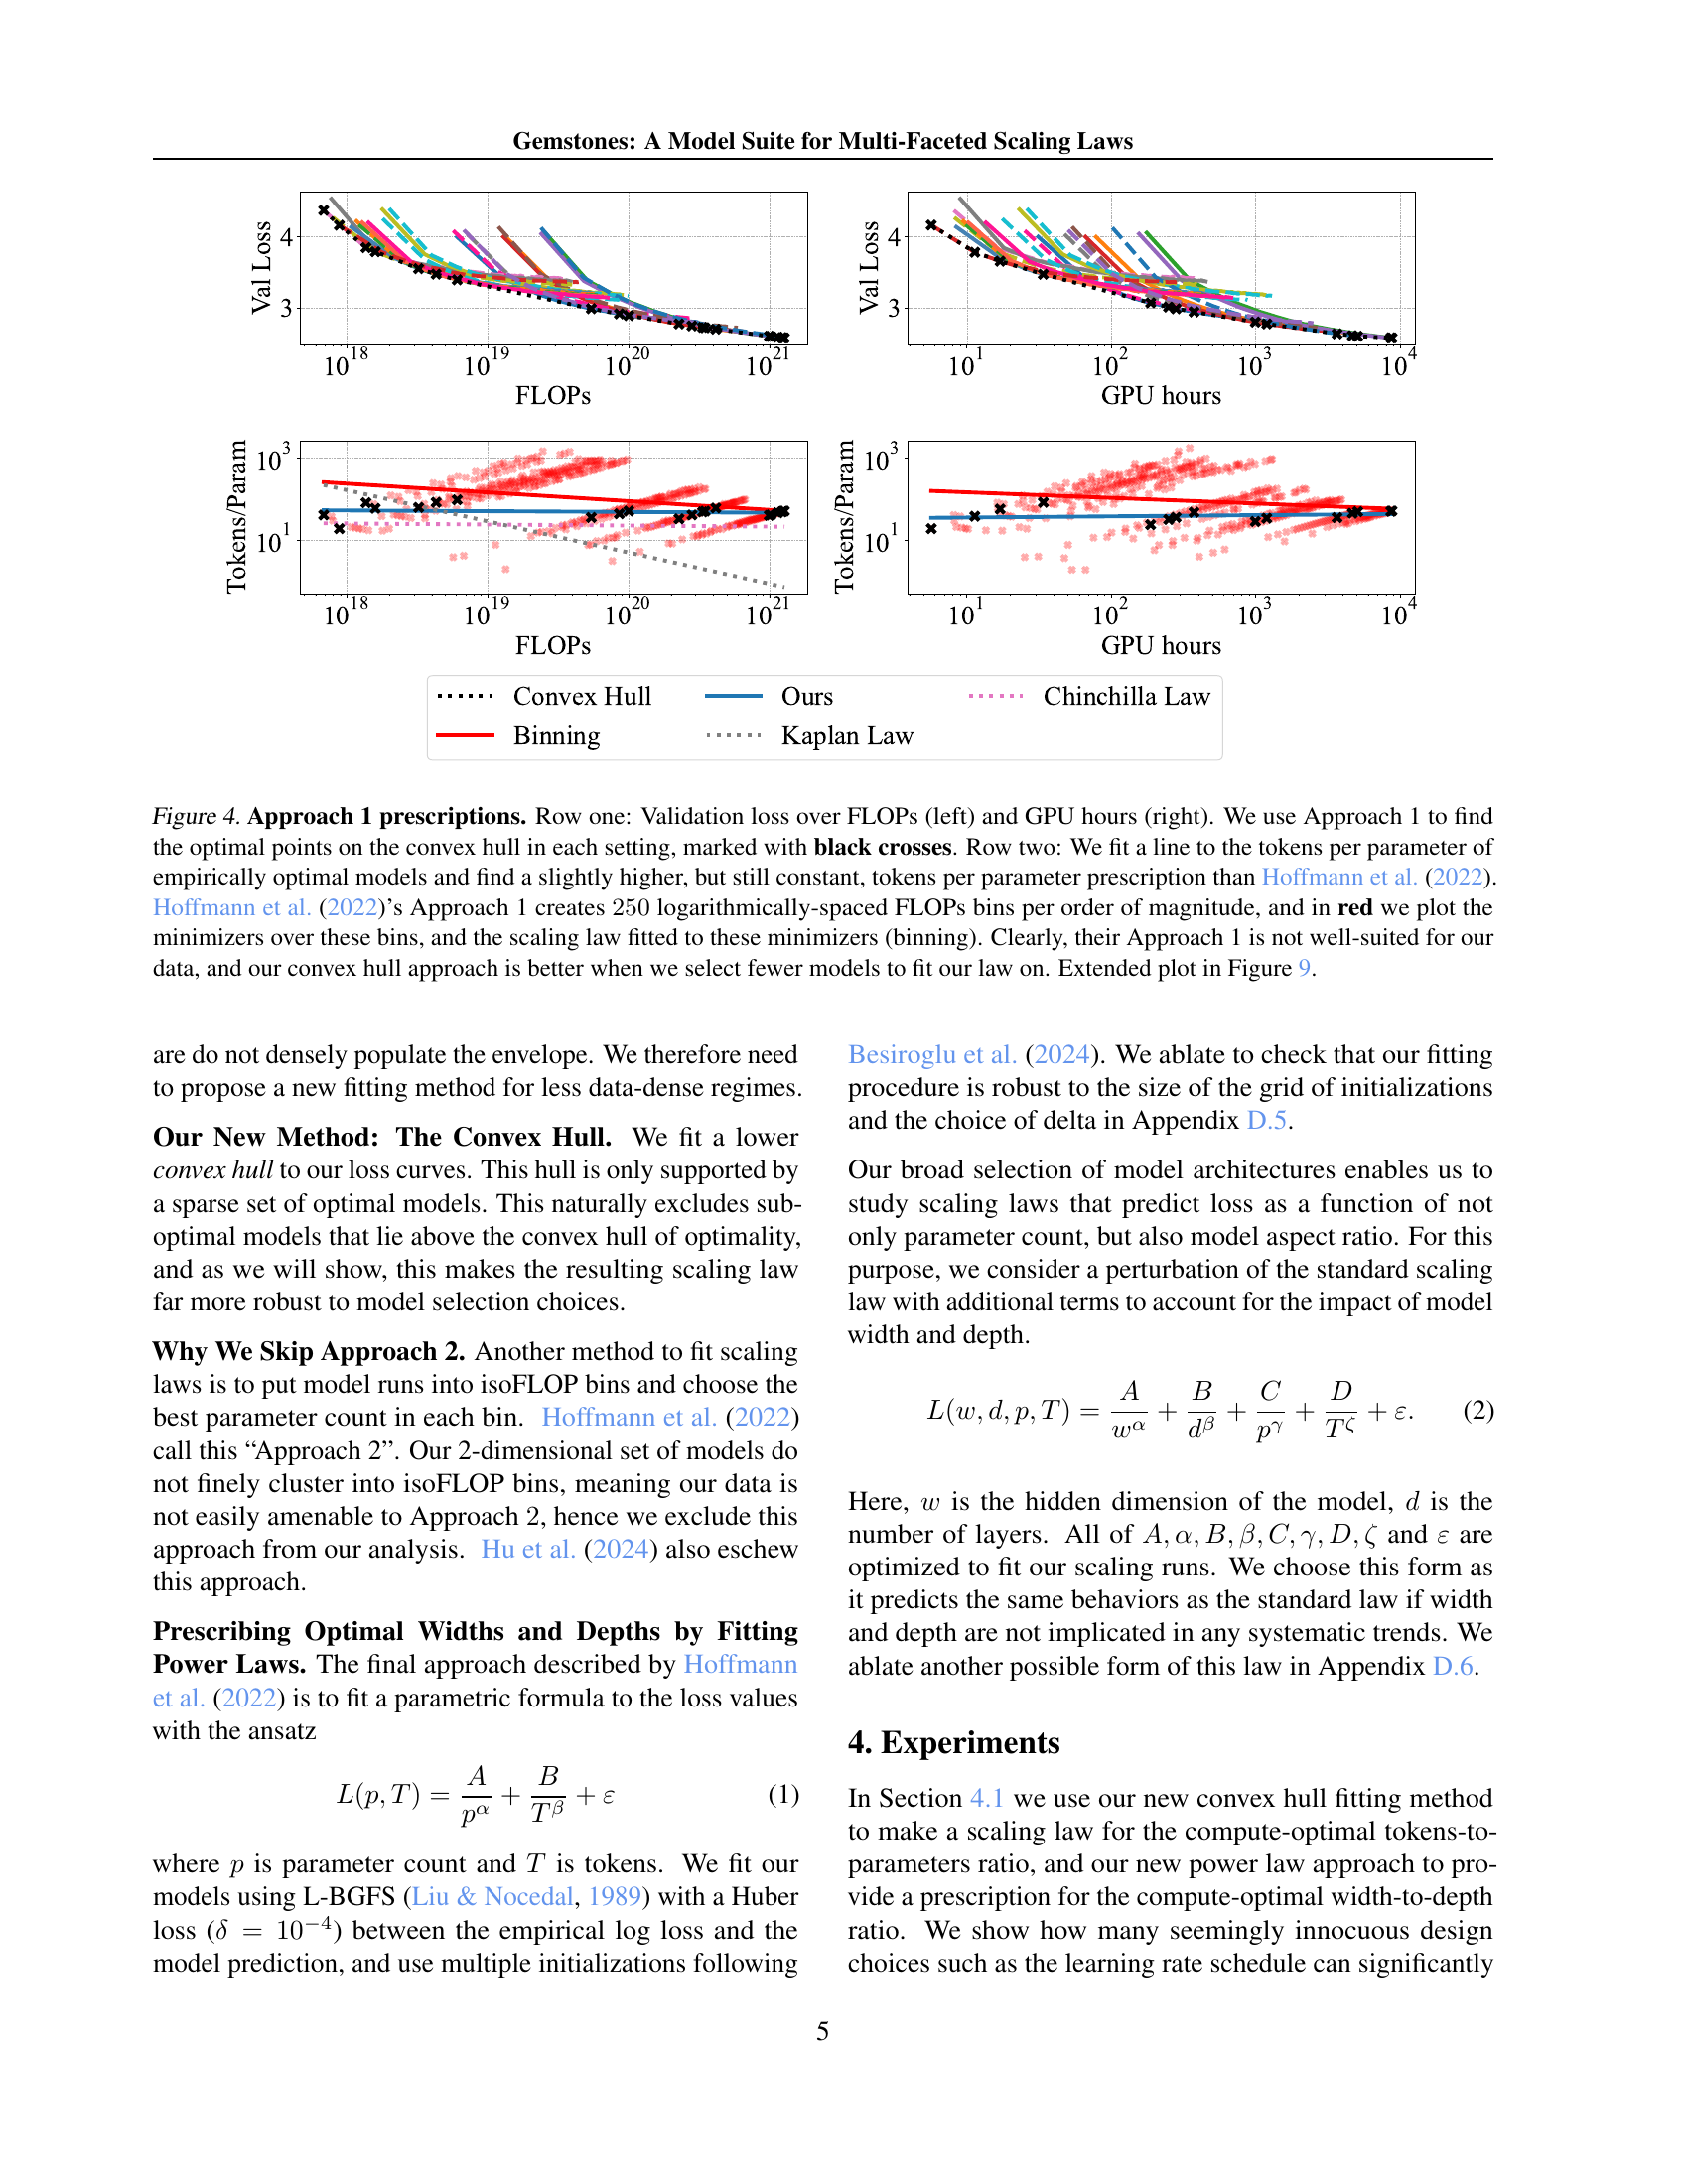 Gemstones: A Model Suite for Multi-Faceted Scaling Laws
Val Loss
4
3
10^18 10^19 10^20 10^21
FLOPs
Val Loss
4
3
10^1 10^2 10^3 10^4
GPU hours
Tokens/Param
10^3
10^1
10^18 10^19 10^20 10^21
FLOPs
Tokens/Param
10^3
10^1
10^1 10^2 10^3 10^4
GPU hours
Convex Hull Ours Chinchilla Law
Binning Kaplan Law
Figure 4. Approach 1 prescriptions. Row one: Validation loss over FLOPs (left) and GPU hours (right). We use Approach 1 to find
the optimal points on the convex hull in each setting, marked with black crosses. Row two: We fit a line to the tokens per parameter of
empirically optimal models and find a slightly higher, but still constant, tokens per parameter prescription than Hoffmann et al. (2022).
Hoffmann et al. (2022)'s Approach 1 creates 250 logarithmically-spaced FLOPs bins per order of magnitude, and in red we plot the
minimizers over these bins, and the scaling law fitted to these minimizers (binning). Clearly, their Approach 1 is not well-suited for our
data, and our convex hull approach is better when we select fewer models to fit our law on. Extended plot in Figure 9.
are do not densely populate the envelope. We therefore need
to propose a new fitting method for less data-dense regimes.
Our New Method: The Convex Hull. We fit a lower
convex hull to our loss curves. This hull is only supported by
a sparse set of optimal models. This naturally excludes sub-
optimal models that lie above the convex hull of optimality,
and as we will show, this makes the resulting scaling law
far more robust to model selection choices.
Why We Skip Approach 2. Another method to fit scaling
laws is to put model runs into isoFLOP bins and choose the
best parameter count in each bin. Hoffmann et al. (2022)
call this “Approach 2”. Our 2-dimensional set of models do
not finely cluster into isoFLOP bins, meaning our data is
not easily amenable to Approach 2, hence we exclude this
approach from our analysis. Hu et al. (2024) also eschew
this approach.
Prescribing Optimal Widths and Depths by Fitting
Power Laws. The final approach described by Hoffmann
et al. (2022) is to fit a parametric formula to the loss values
with the ansatz
L(p, T) = A/p^α + B/T^β + ε (1)
where p is parameter count and T is tokens. We fit our
models using L-BGFS (Liu & Nocedal, 1989) with a Huber
loss (δ = 10^−4) between the empirical log loss and the
model prediction, and use multiple initializations following
Besiroglu et al. (2024). We ablate to check that our fitting
procedure is robust to the size of the grid of initializations
and the choice of delta in Appendix D.5.
Our broad selection of model architectures enables us to
study scaling laws that predict loss as a function of not
only parameter count, but also model aspect ratio. For this
purpose, we consider a perturbation of the standard scaling
law with additional terms to account for the impact of model
width and depth.
L(w, d, p, T) = A/w^α + B/d^β + C/p^γ + D/T^ζ + ε. (2)
Here, w is the hidden dimension of the model, d is the
number of layers. All of A, α, B, β, C, γ, D, ζ and ε are
optimized to fit our scaling runs. We choose this form as
it predicts the same behaviors as the standard law if width
and depth are not implicated in any systematic trends. We
ablate another possible form of this law in Appendix D.6.
4. Experiments
In Section 4.1 we use our new convex hull fitting method
to make a scaling law for the compute-optimal tokens-to-
parameters ratio, and our new power law approach to pro-
vide a prescription for the compute-optimal width-to-depth
ratio. We show how many seemingly innocuous design
choices such as the learning rate schedule can significantly
5